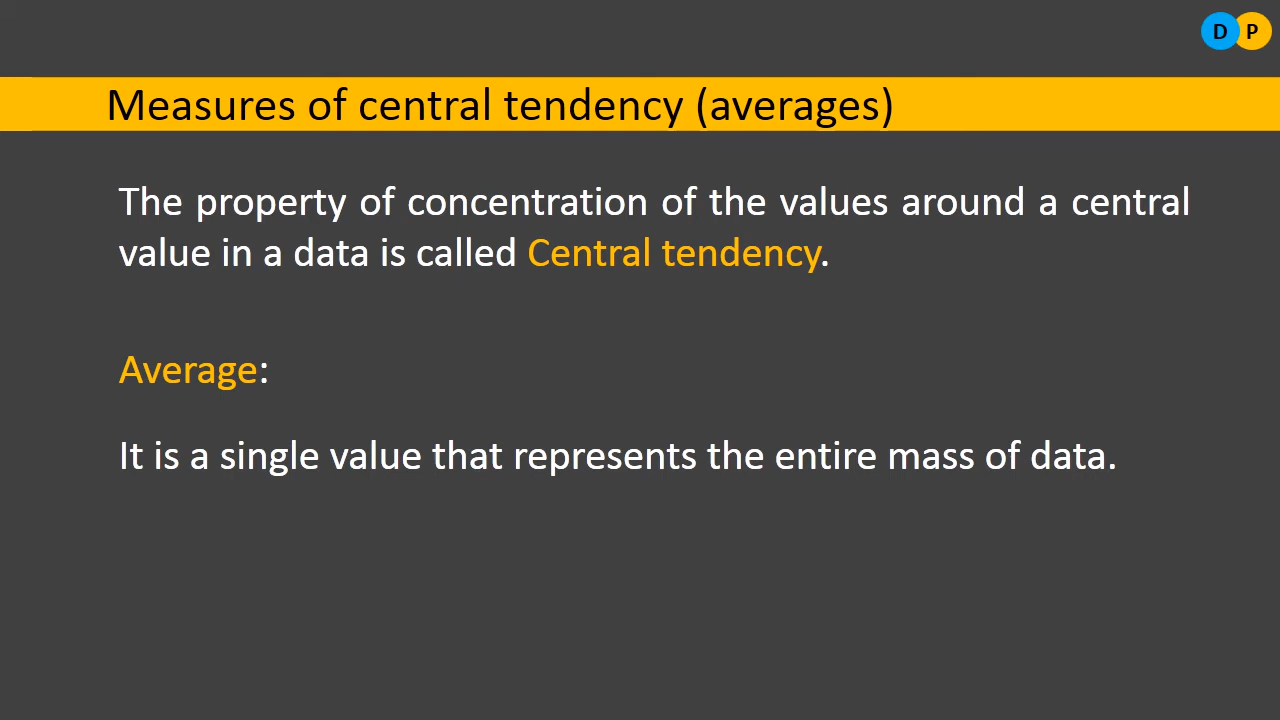 D P
Measures of central tendency (averages)
The property of concentration of the values around a central
value in a data is called Central tendency.
Average:
It is a single value that represents the entire mass of data.